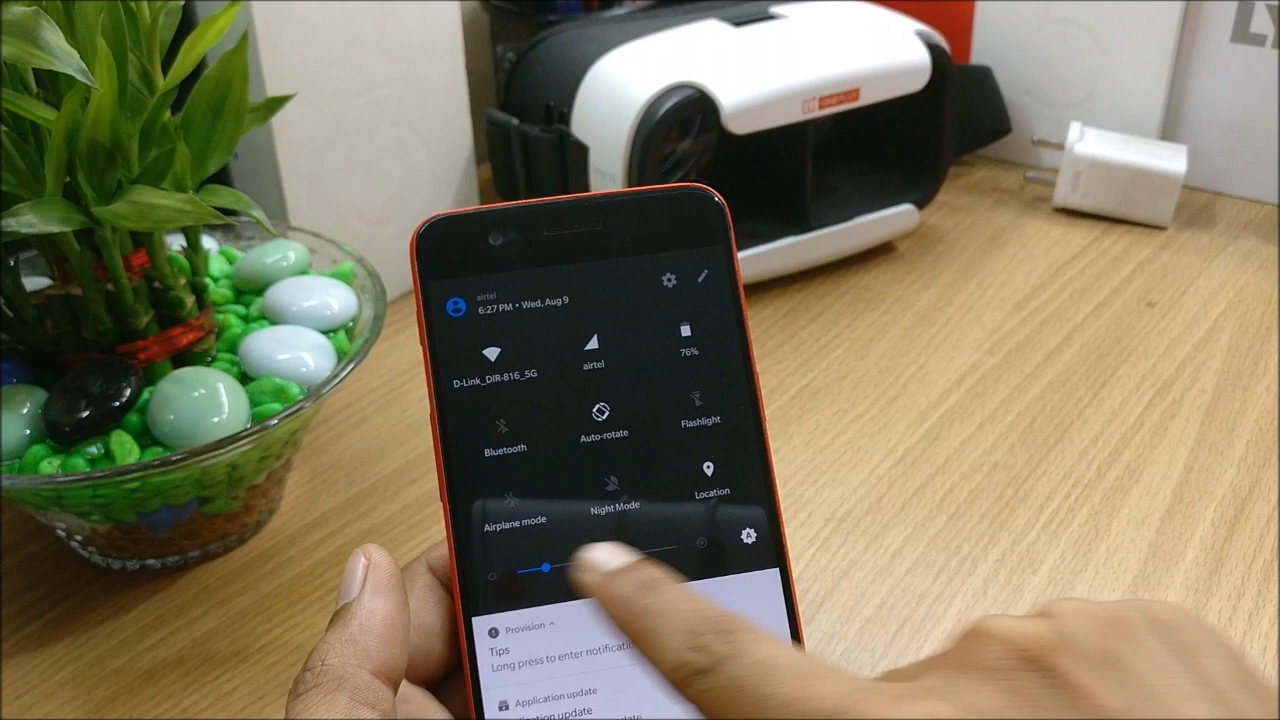 ONEPLUS
airtel
6:27 PM • Wed, Aug 9
D-Link_DIR-816_5G
airtel
76%
Bluetooth
Auto-rotate
Flashlight
Airplane mode
Night Mode
Location
A
Provision
Tips
Long press to enter
Application update